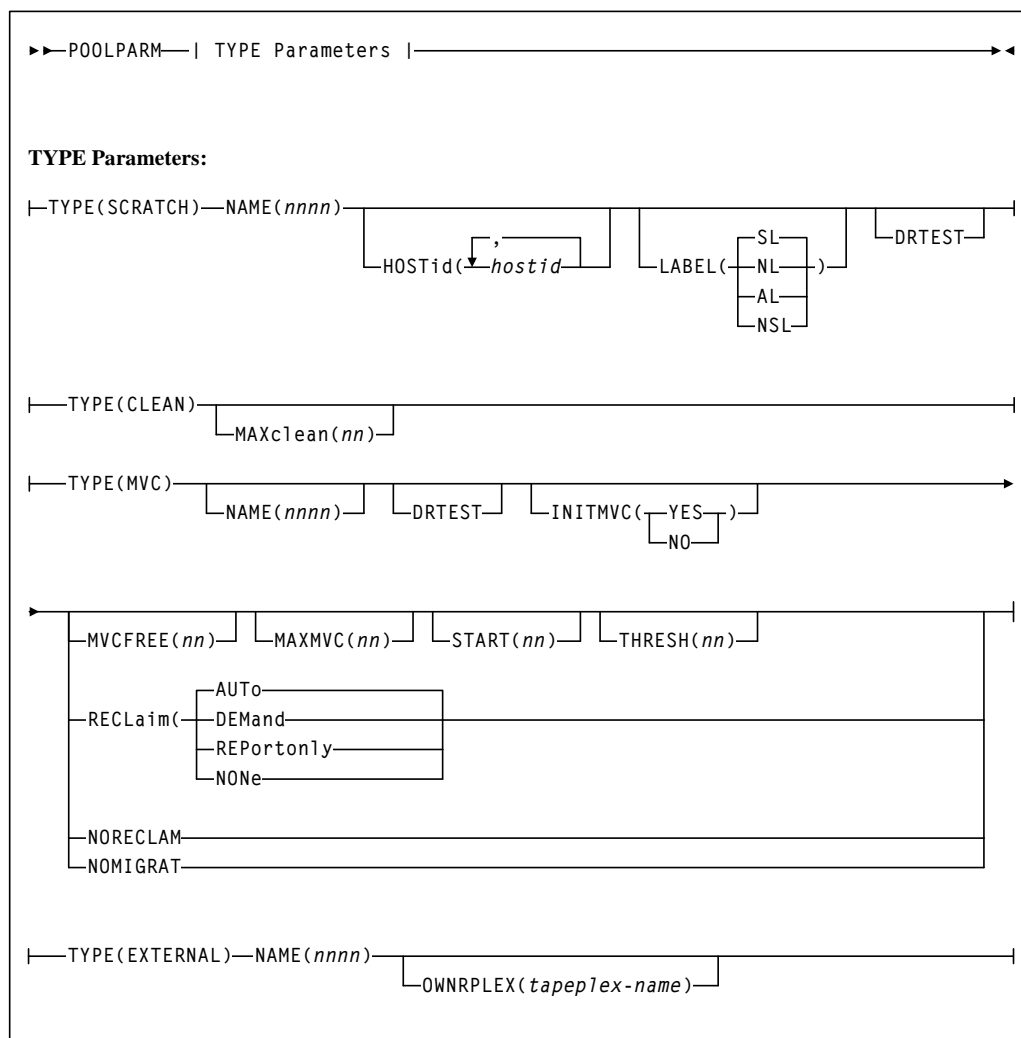 POOLPARM | TYPE Parameters |
TYPE Parameters:
TYPE(SCRATCH) NAME(nnnn)
HOSTid( , hostid
LABEL( SL
NL )
AL
NSL
DRTEST
TYPE(CLEAN)
MAXclean(nn)
TYPE(MVC)
NAME(nnnn) DRTEST INITMVC( YES )
NO
MVCFREE(nn) MAXMVC(nn) START(nn) THRESH(nn)
AUTo
RECLaim( DEMand
REPortonly
NONe
NORECLAM
NOMIGRAT
TYPE(EXTERNAL) NAME(nnnn)
OWNRPLEX(tapeplex-name)